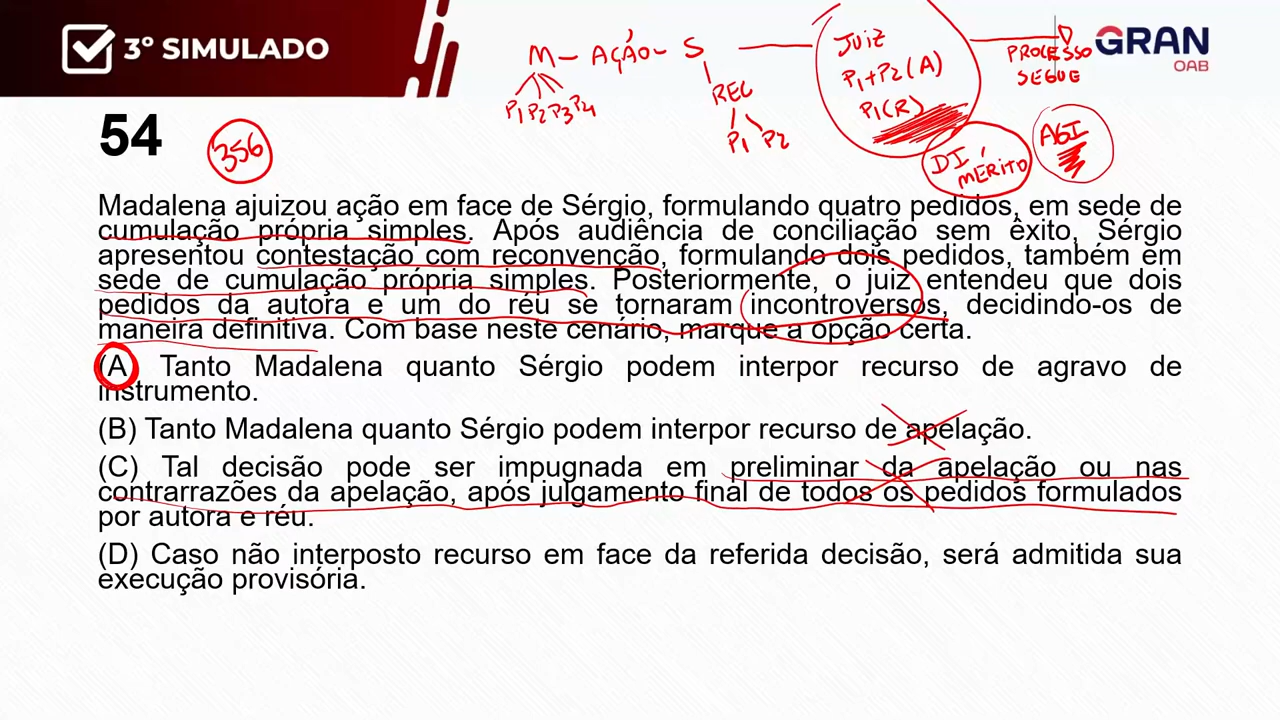 3º SIMULADO
M - AÇÃO - S
P1 P2 P3 P4
REC
P1 P2
JUIZ
P1+P2 (A)
P1(R)
PROCESSO
SEGUE
GRAN
OAB
54
356
DI
MÉRITO
AGI
Madalena ajuizou ação em face de Sérgio, formulando quatro pedidos, em sede de
cumulação própria simples. Após audiência de conciliação sem êxito, Sérgio
apresentou contestação com reconvenção, formulando dois pedidos, também em
sede de cumulação própria simples. Posteriormente, o juiz entendeu que dois
pedidos da autora e um do réu se tornaram incontroversos, decidindo-os de
maneira definitiva. Com base neste cenário, marque a opção certa.
(A) Tanto Madalena quanto Sérgio podem interpor recurso de agravo de
instrumento.
(B) Tanto Madalena quanto Sérgio podem interpor recurso de apelação.
(C) Tal decisão pode ser impugnada em preliminar da apelação ou nas
contrarrazões da apelação, após julgamento final de todos os pedidos formulados
por autora e réu.
(D) Caso não interposto recurso em face da referida decisão, será admitida sua
execução provisória.